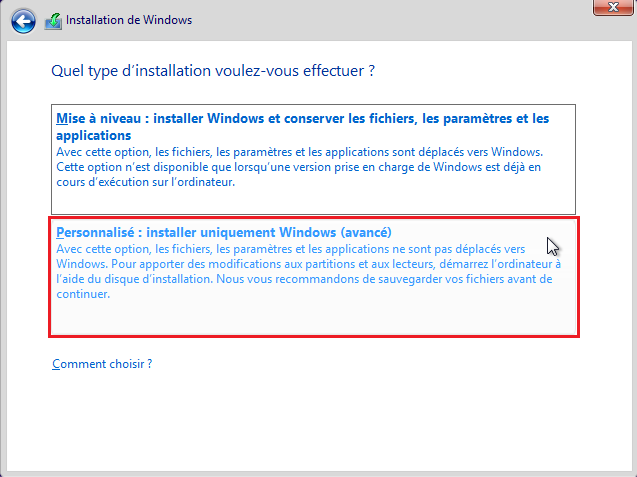 Installation de Windows
Quel type d'installation voulez-vous effectuer ?
Mise à niveau : installer Windows et conserver les fichiers, les paramètres et les
applications
Avec cette option, les fichiers, les paramètres et les applications sont déplacés vers Windows.
Cette option n'est disponible que lorsqu'une version prise en charge de Windows est déjà en
cours d'exécution sur l'ordinateur.
Personnalisé : installer uniquement Windows (avancé)
Avec cette option, les fichiers, les paramètres et les applications ne sont pas déplacés vers
Windows. Pour apporter des modifications aux partitions et aux lecteurs, démarrez l'ordinateur à
l'aide du disque d'installation. Nous vous recommandons de sauvegarder vos fichiers avant de
continuer.
Comment choisir ?